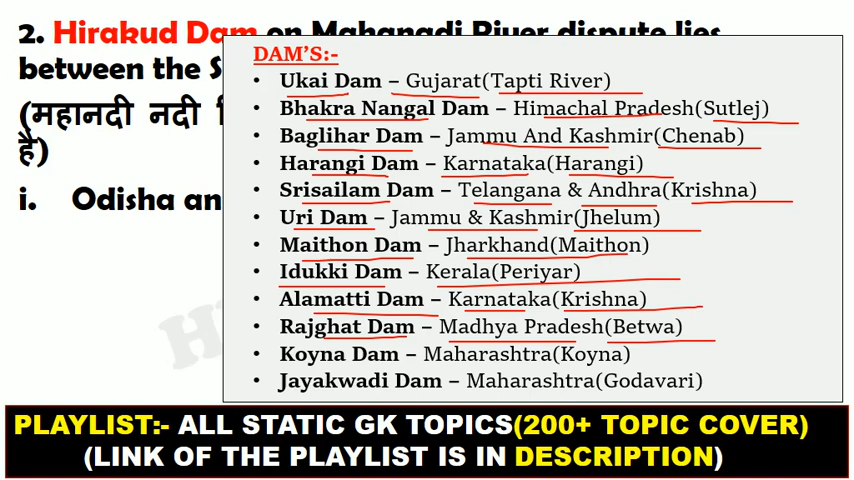 2. Hirakud Dam on Mahanadi River dispute lies
between the S
(महानदी नदी
है)
i. Odisha an
DAM'S:-
• Ukai Dam – Gujarat(Tapti River)
• Bhakra Nangal Dam – Himachal Pradesh(Sutlej)
• Baglihar Dam – Jammu And Kashmir(Chenab)
• Harangi Dam – Karnataka(Harangi)
• Srisailam Dam – Telangana & Andhra(Krishna)
• Uri Dam – Jammu & Kashmir(Jhelum)
• Maithon Dam – Jharkhand(Maithon)
• Idukki Dam – Kerala(Periyar)
• Alamatti Dam – Karnataka(Krishna)
• Rajghat Dam – Madhya Pradesh(Betwa)
• Koyna Dam – Maharashtra(Koyna)
• Jayakwadi Dam – Maharashtra(Godavari)
PLAYLIST:- ALL STATIC GK TOPICS(200+ TOPIC COVER)
(LINK OF THE PLAYLIST IS IN DESCRIPTION)